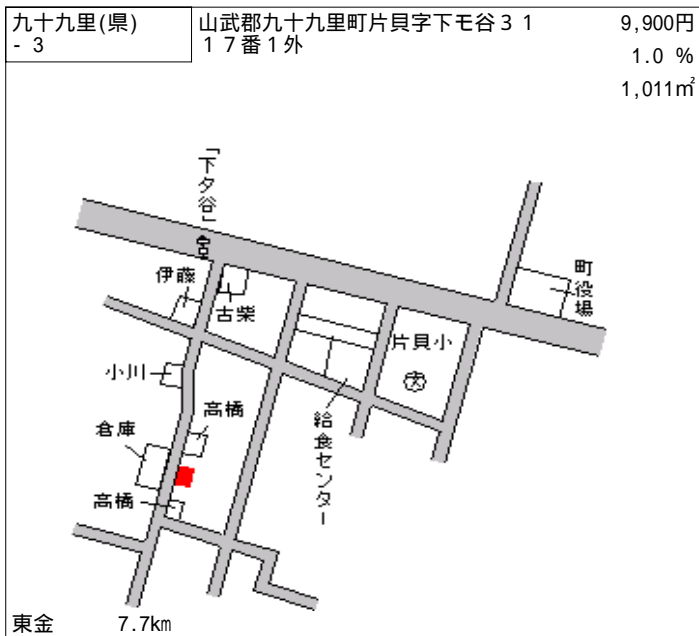 九十九里(県)
- 3
山武郡九十九里町片貝字下モ谷３１
１７番１外
9,900円
1.0 %
1,011㎡
「下タ谷」
伊藤
古柴
町役場
片貝小
小川
高橋
給食センター
倉庫
高橋
東金 7.7km